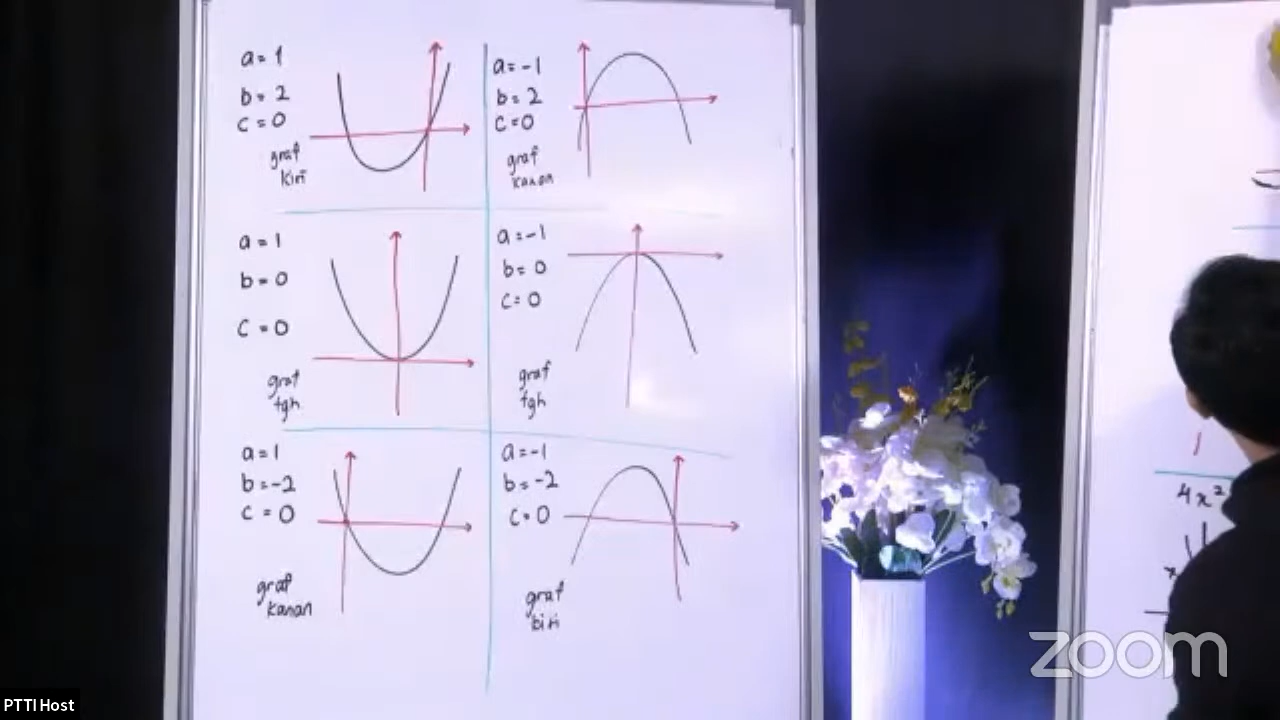 a = 1
b = 2
c = 0
graf
kiri
a = -1
b = 2
c = 0
graf
kanan
a = 1
b = 0
c = 0
graf
tgh
a = -1
b = 0
c = 0
graf
tgh
a = 1
b = -2
c = 0
graf
kanan
a = -1
b = -2
c = 0
graf
biri
4x²
zoom
PTTI Host